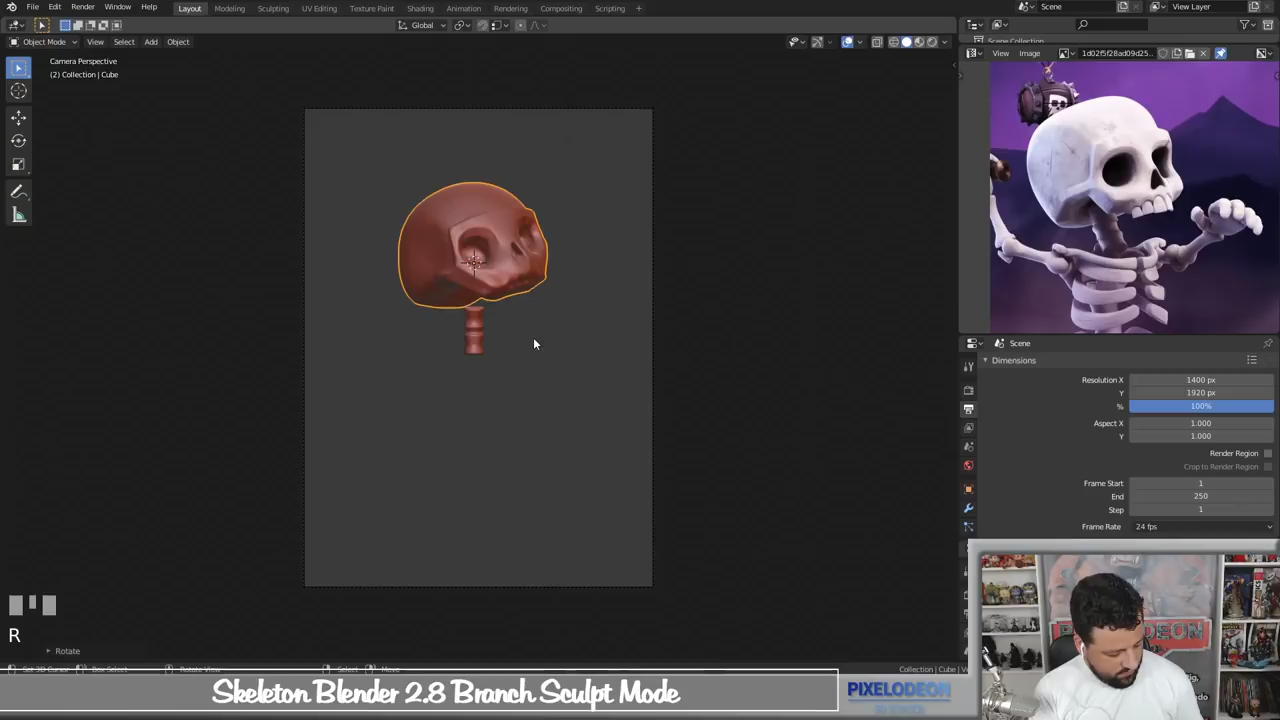 File Edit Render Window Help Layout Modeling Sculpting UV Editing Texture Paint Shading Animation Rendering Compositing Scripting + Scene View Layer
Global
Object Mode View Select Add Object
View Image 1d02f5f28ad09d25...
Camera Perspective
(2) Collection | Cube
Scene
Dimensions
Resolution X 1400 px
Y 1920 px
% 100%
Aspect X 1.000
Y 1.000
Render Region
Crop to Render Region
Frame Start 1
End 250
Step 1
Frame Rate 24 fps
R
Rotate
Skeleton Blender 2.8 Branch Sculpt Mode
PIXELODEON